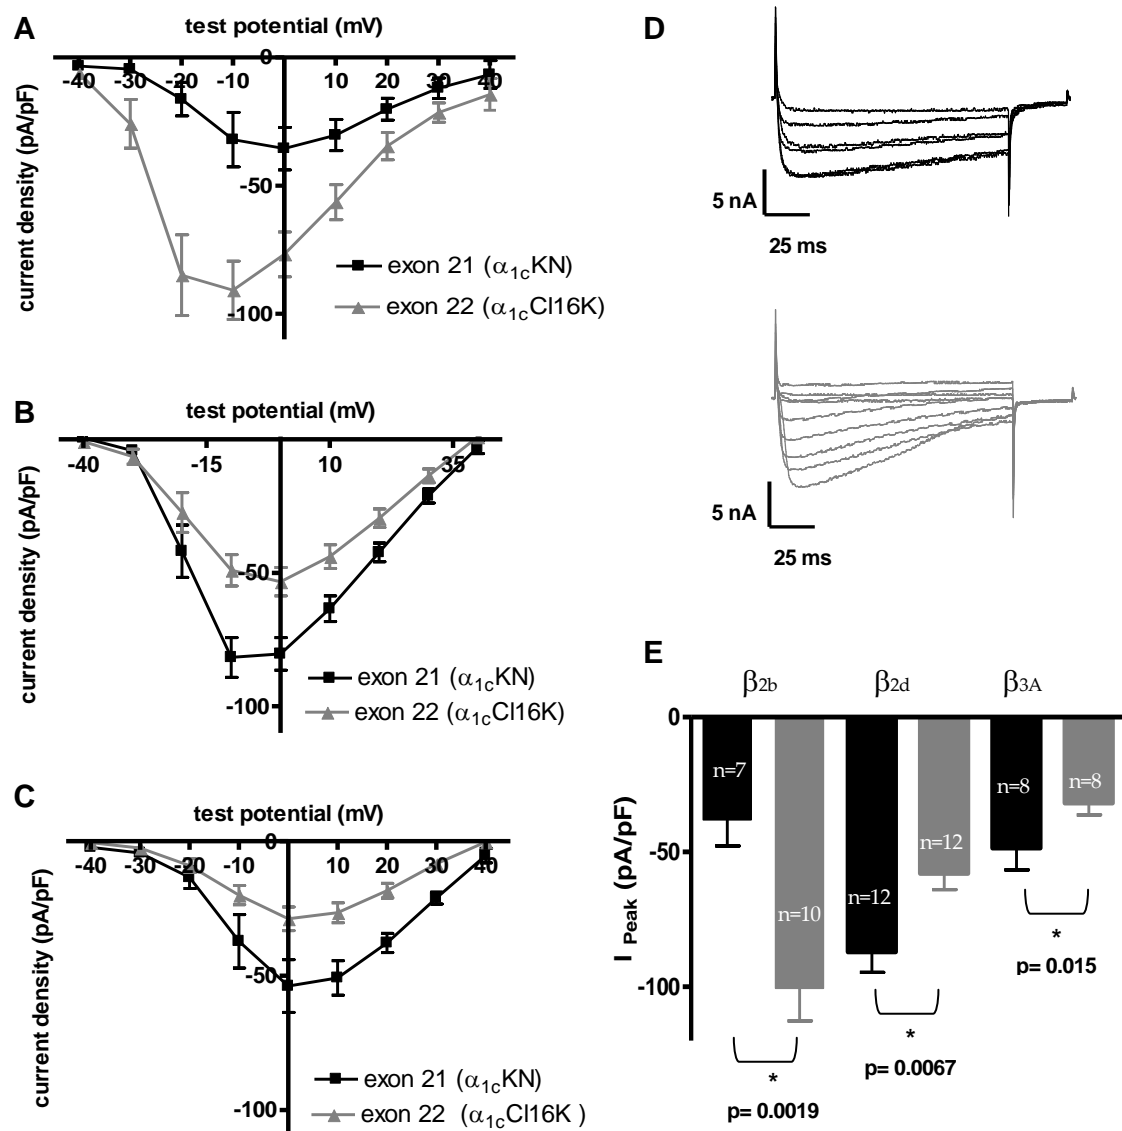 A
test potential (mV)
0
-40 -30 -20 -10 10 20 30 40
-50
-100
current density (pA/pF)
exon 21 (α1cKN)
exon 22 (α1cCl16K)
B
test potential (mV)
-40 -15 10 35
-50
-100
current density (pA/pF)
exon 21 (α1cKN)
exon 22 (α1cCl16K)
C
test potential (mV)
0
-40 -30 -20 -10 10 20 30 40
-50
-100
current density (pA/pF)
exon 21 (α1cKN)
exon 22 (α1cCl16K )
D
5 nA
25 ms
5 nA
25 ms
E
β2b β2d β3A
0
-50
-100
I Peak (pA/pF)
n=7
n=10
n=12
n=12
n=8
n=8
*
p= 0.0019
*
p= 0.0067
*
p= 0.015